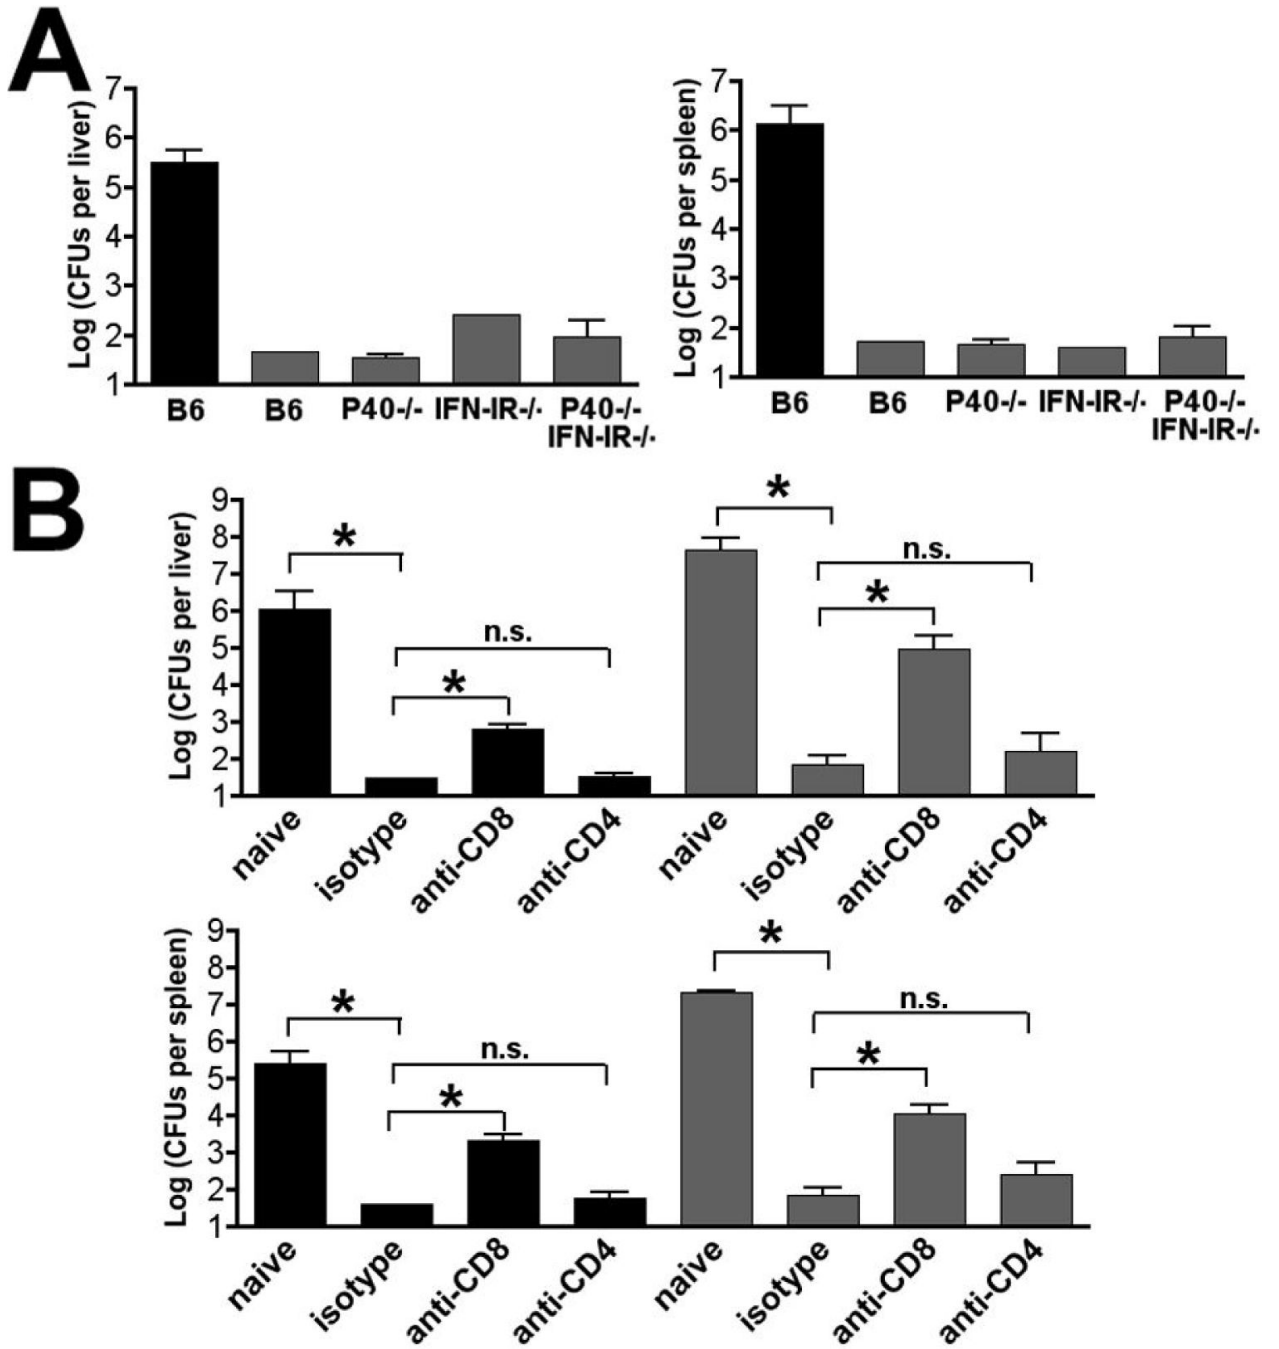 A
Log (CFUs per liver)
7
6
5
4
3
2
1
B6 B6 P40-/- IFN-IR-/- P40-/-
IFN-IR-/-
Log (CFUs per spleen)
7
6
5
4
3
2
1
B6 B6 P40-/- IFN-IR-/- P40-/-
IFN-IR-/-
B
Log (CFUs per liver)
9
8
7
6
5
4
3
2
1
*
n.s.
*
*
n.s.
*
naive isotype anti-CD8 anti-CD4 naive isotype anti-CD8 anti-CD4
Log (CFUs per spleen)
9
8
7
6
5
4
3
2
1
*
n.s.
*
*
n.s.
*
naive isotype anti-CD8 anti-CD4 naive isotype anti-CD8 anti-CD4